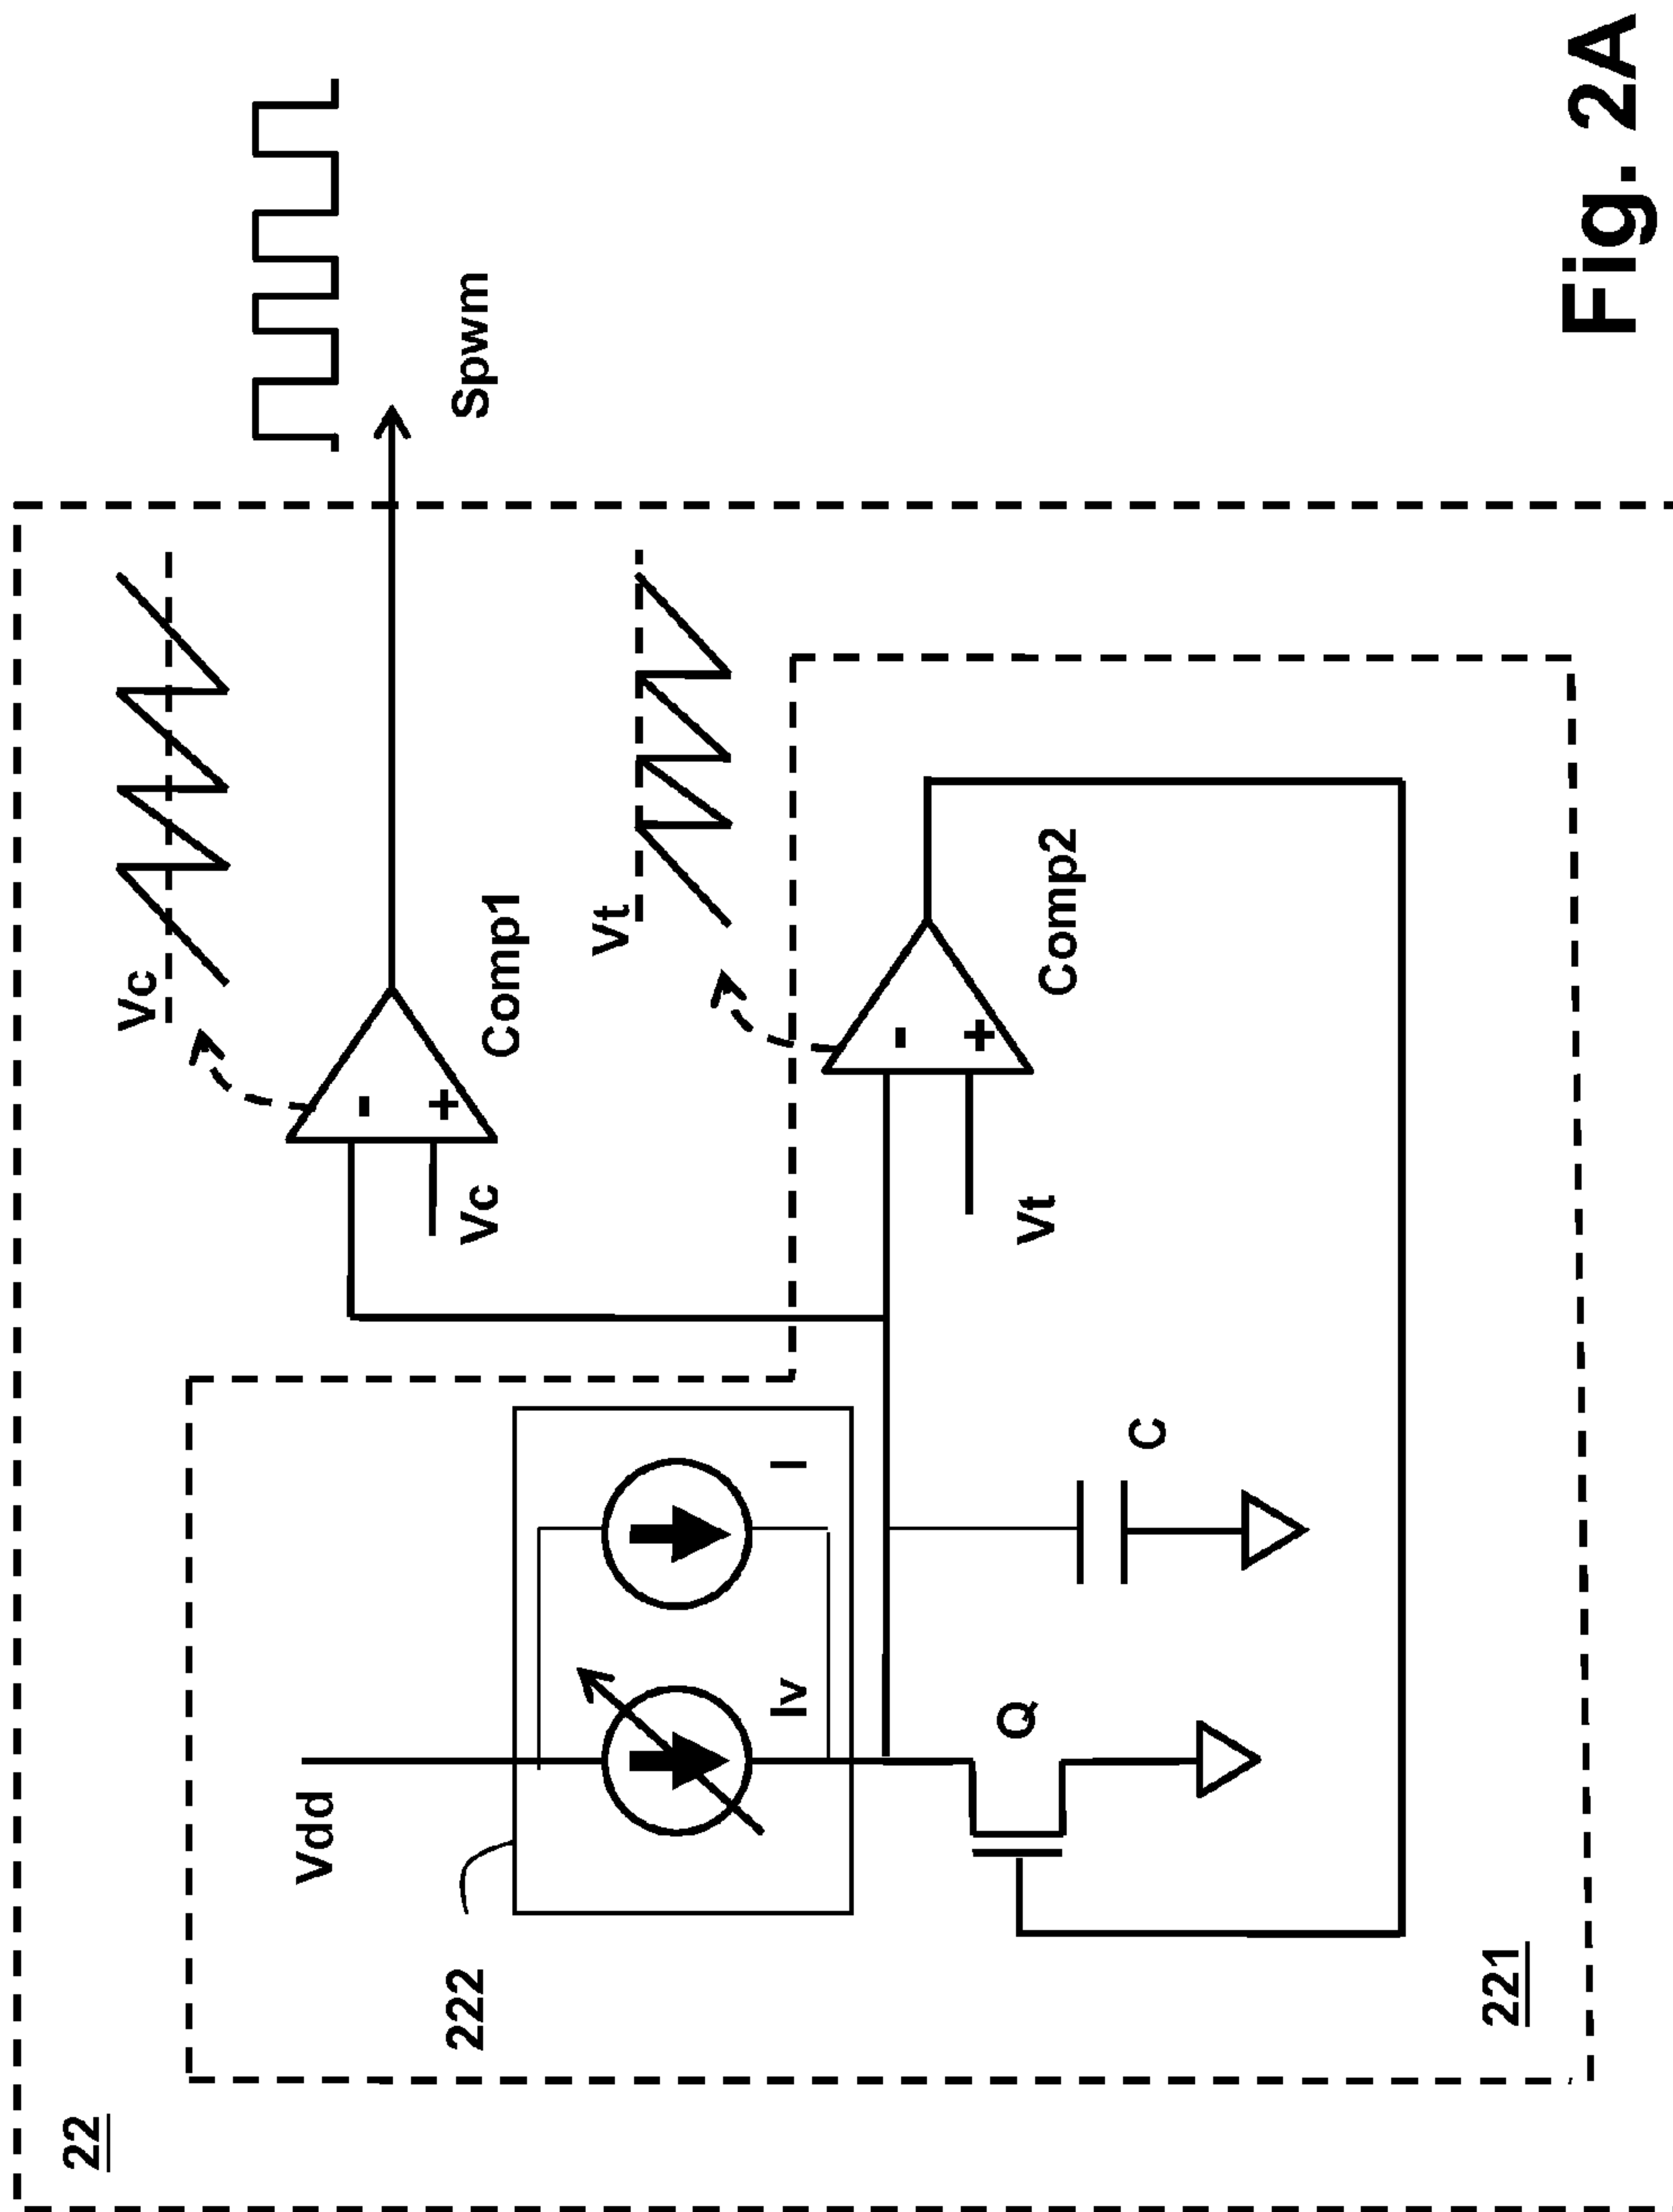 22
222
Vdd
Iv
I
Q
C
221
Vc
-
+
Comp1
Vc
Vt
-
+
Comp2
Vt
Spwm
Fig. 2A